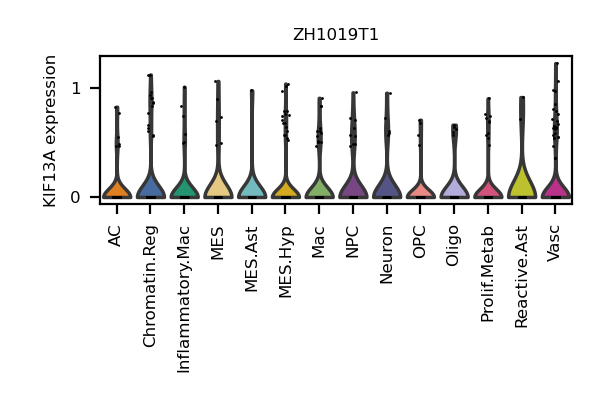 ZH1019T1
KIF13A expression
1
0
AC
Chromatin.Reg
Inflammatory.Mac
MES
MES.Ast
MES.Hyp
Mac
NPC
Neuron
OPC
Oligo
Prolif.Metab
Reactive.Ast
Vasc